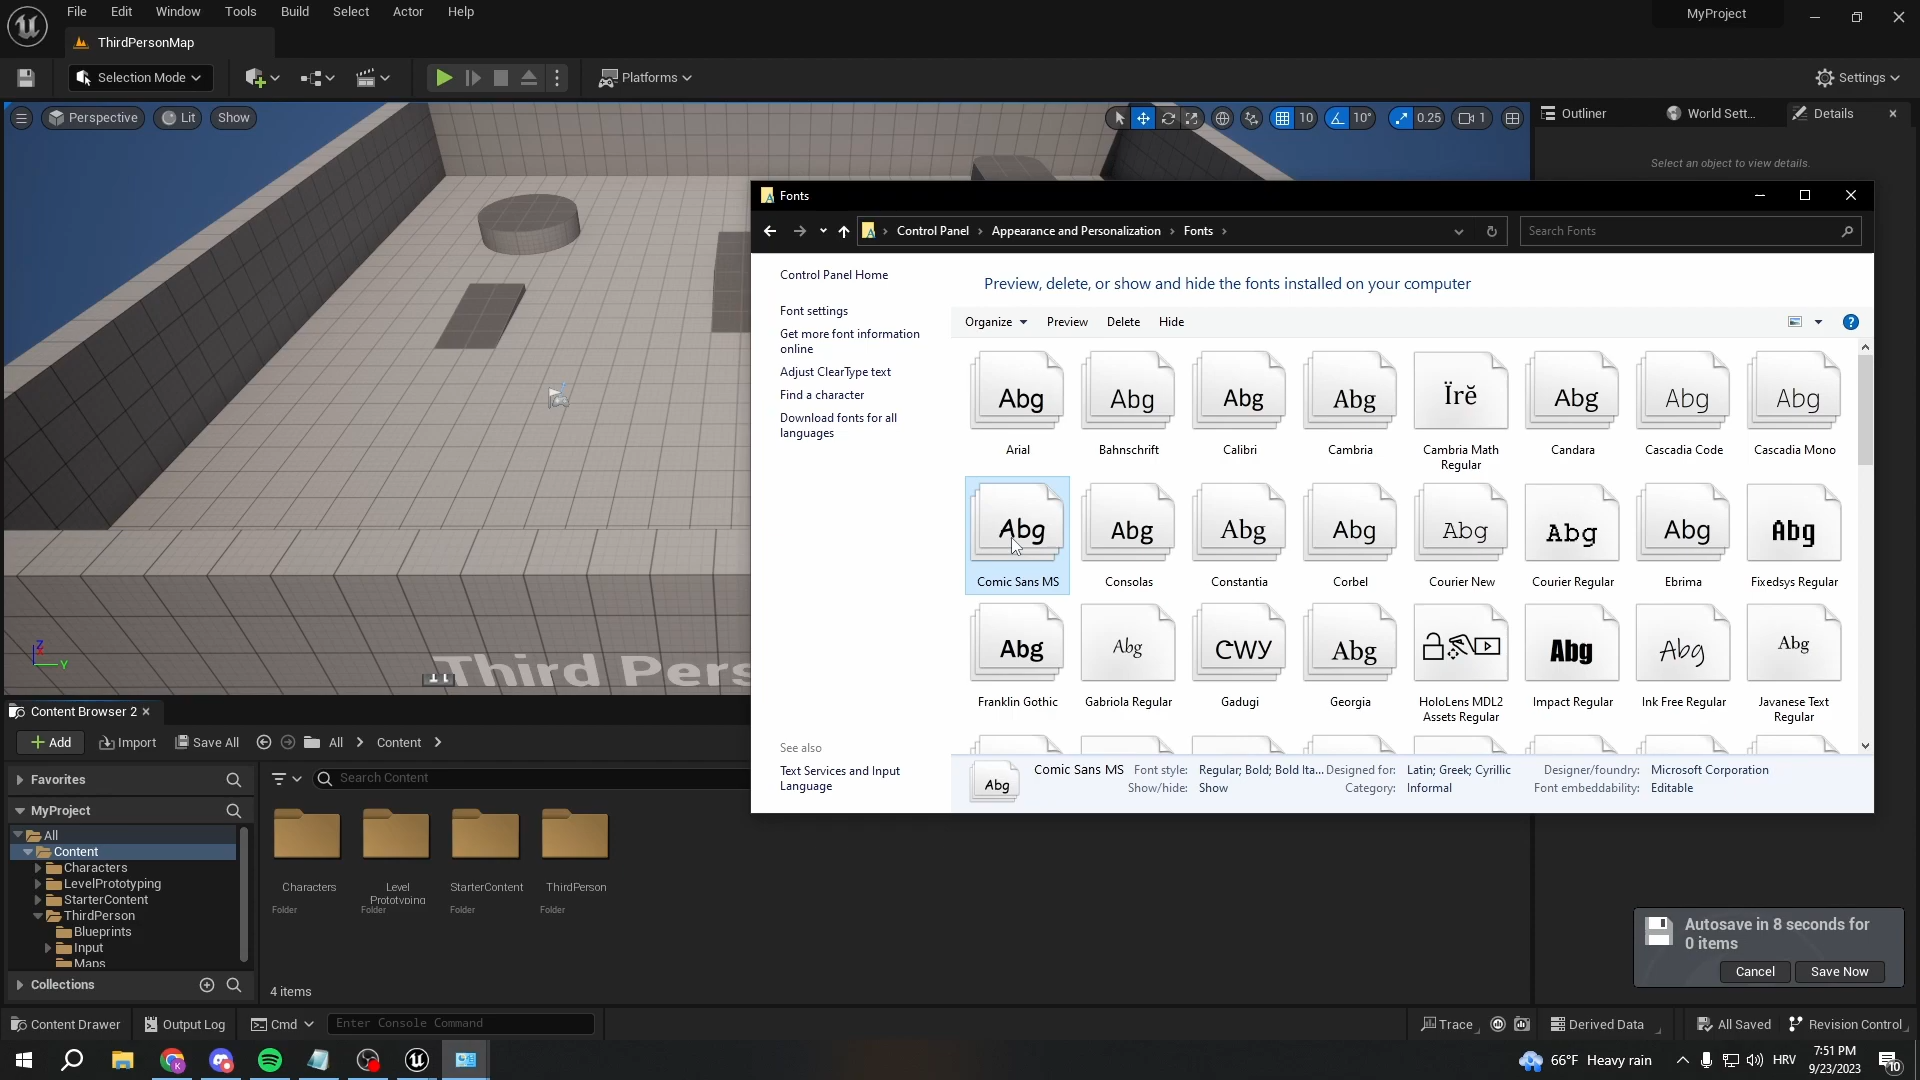 File Edit Window Tools Build Select Actor Help
MyProject
ThirdPersonMap
Selection Mode
Platforms
Settings
Perspective
Lit
Show
10
10°
0.25
1
Outliner
World Sett...
Details
Select an object to view details.
Fonts
Control Panel
Appearance and Personalization
Fonts
Search Fonts
Control Panel Home
Font settings
Get more font information
online
Adjust ClearType text
Find a character
Download fonts for all
languages
See also
Text Services and Input
Language
Preview, delete, or show and hide the fonts installed on your computer
Organize Preview Delete Hide
Abg Abg Abg Abg Ïrĕ Abg Abg Abg
Arial Bahnschrift Calibri Cambria Cambria Math Candara Cascadia Code Cascadia Mono
Regular
Abg Abg Abg Abg Abg Abg Abg Abg
Comic Sans MS Consolas Constantia Corbel Courier New Courier Regular Ebrima Fixedsys Regular
Abg Abg Abg Abg Abg Abg Abg
Franklin Gothic Gabriola Regular Gadugi Georgia HoloLens MDL2 Impact Regular Ink Free Regular Javanese Text
Assets Regular Regular
Abg
Comic Sans MS Font style: Regular; Bold; Bold Ita... Designed for: Latin; Greek; Cyrillic Designer/foundry: Microsoft Corporation
Show/hide: Show Category: Informal Font embeddability: Editable
Z
Y
Third Pers
Content Browser 2
Add
Import
Save All
All
Content
Favorites
MyProject
All
Content
Characters
LevelPrototyping
StarterContent
ThirdPerson
Blueprints
Input
Maps
Collections
Search Content
Characters Level StarterContent ThirdPerson
Prototyping
Folder Folder Folder Folder
4 items
Autosave in 8 seconds for
0 items
Cancel
Save Now
Content Drawer
Output Log
Cmd
Enter Console Command
Trace
Derived Data
All Saved
Revision Control
66°F Heavy rain
HRV
7:51 PM
9/23/2023
10